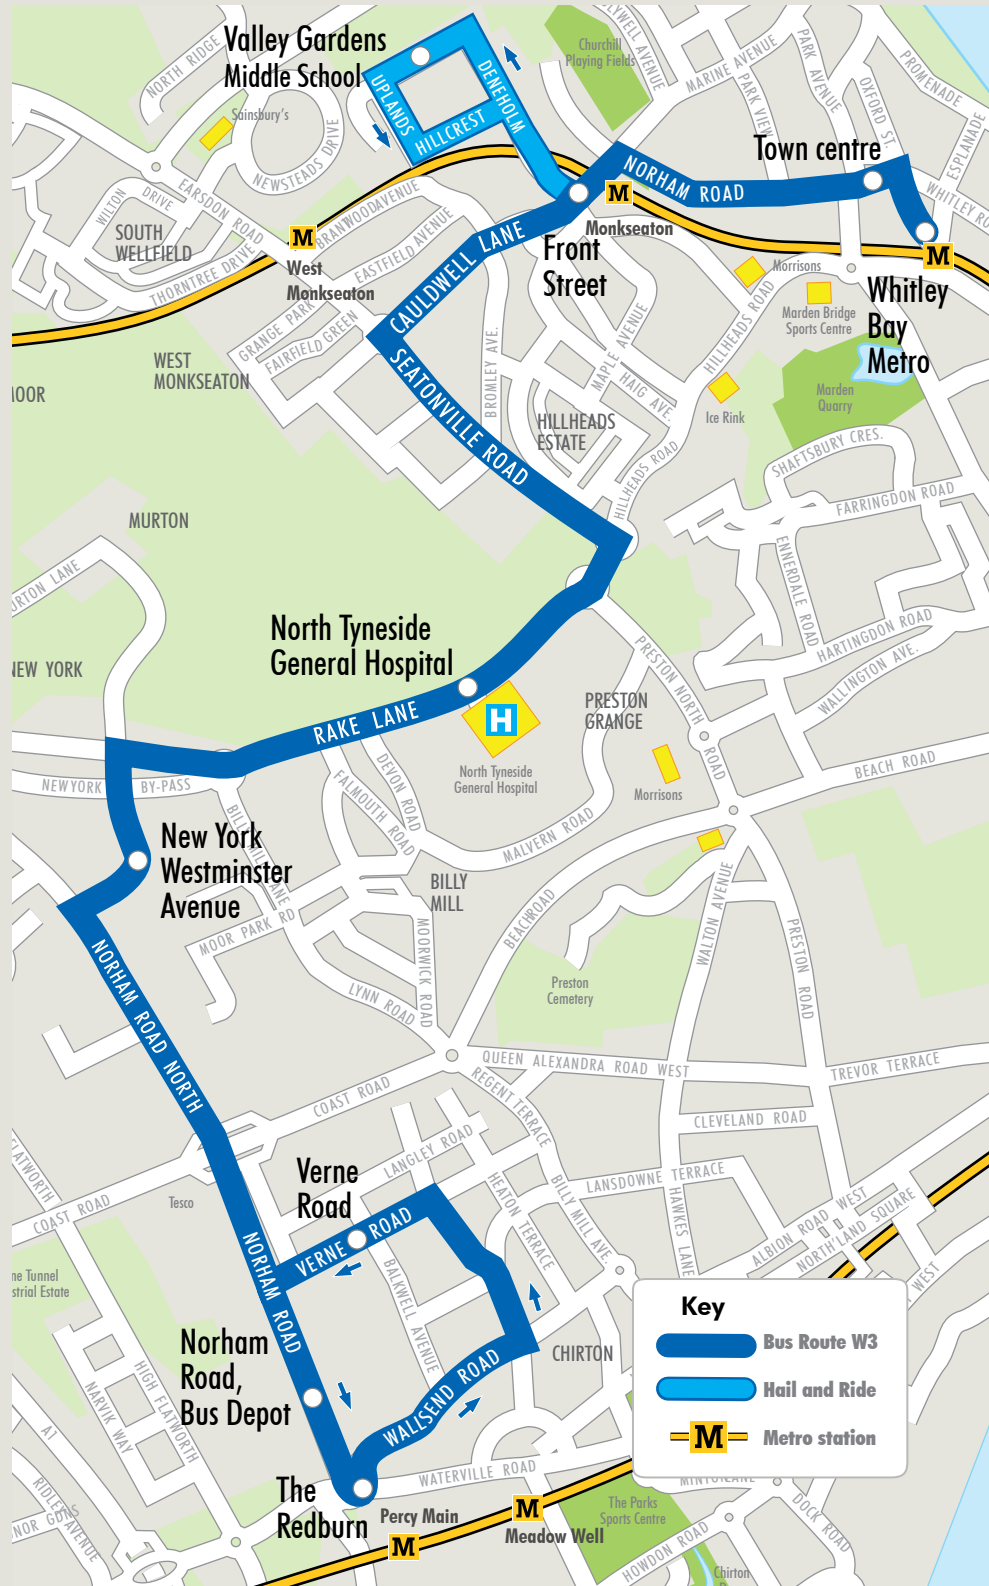 Valley Gardens
Middle School
NORTH RIDGE
Sainsbury's
NEWSTEADS DRIVE
UPLANDS
HILLCREST
DENEHOLM
Churchill
Playing Fields
MARINE AVENUE
PARK VIEW
PARK AVENUE
OXFORD ST.
PROMENADE
ESPLANADE
Town centre
NORHAM ROAD
M
Monkseaton
Front
Street
M
Whitley
Bay
Metro
WILTON
DRIVE
EARSDON ROAD
SOUTH
WELLFIELD
THORNTREE DRIVE
M
West
Monkseaton
BRANTWOOD AVENUE
EASTFIELD AVENUE
GRANGE PARK
FAIRFIELD GREEN
CAULDWELL LANE
SEATONVILLE ROAD
BROMLEY AVE.
MAPLE AVENUE
HAIG AVE.
HILLHEADS ROAD
HILLHEADS
ESTATE
HILLHEADS ROAD
Morrisons
Marden Bridge
Sports Centre
Marden
Quarry
Ice Rink
WEST
MONKSEATON
MURTON
NEW YORK
SHAFTSBURY CRES.
FARRINGDON ROAD
ENNERDALE ROAD
HARTINGDON ROAD
WALLINGTON AVE.
North Tyneside
General Hospital
H
North Tyneside
General Hospital
RAKE LANE
PRESTON
GRANGE
PRESTON NORTH
ROAD
Morrisons
BEACH ROAD
NEWYORK
BY-PASS
DEVON ROAD
FALMOUTH ROAD
MALVERN ROAD
New York
Westminster
Avenue
BILLY
MILL
MOOR PARK RD
MOORWICK ROAD
LYNN ROAD
BEACH ROAD
WALTON AVENUE
PRESTON ROAD
Preston
Cemetery
NORHAM ROAD NORTH
QUEEN ALEXANDRA ROAD WEST
TREVOR TERRACE
COAST ROAD
REGENT TERRACE
CLEVELAND ROAD
LANGLEY ROAD
COAST ROAD
Tesco
Verne
Road
VERNE ROAD
HEATON TERRACE
BILLY MILL AVE.
LANSDOWNE TERRACE
HAWKES LANE
ALBION ROAD WEST
NORTH'LAND SQUARE
NORHAM ROAD
BALKWELL AVENUE
Norham
Road,
Bus Depot
WALLSEND ROAD
CHIRTON
HIGH FLATWORTH
NARVIK WAY
WATERVILLE ROAD
The
Redburn
Percy Main
M
M
Meadow Well
The Parks
Sports Centre
HOWDON ROAD
DOCK ROAD
Chirton
Key
Bus Route W3
Hail and Ride
M
Metro station